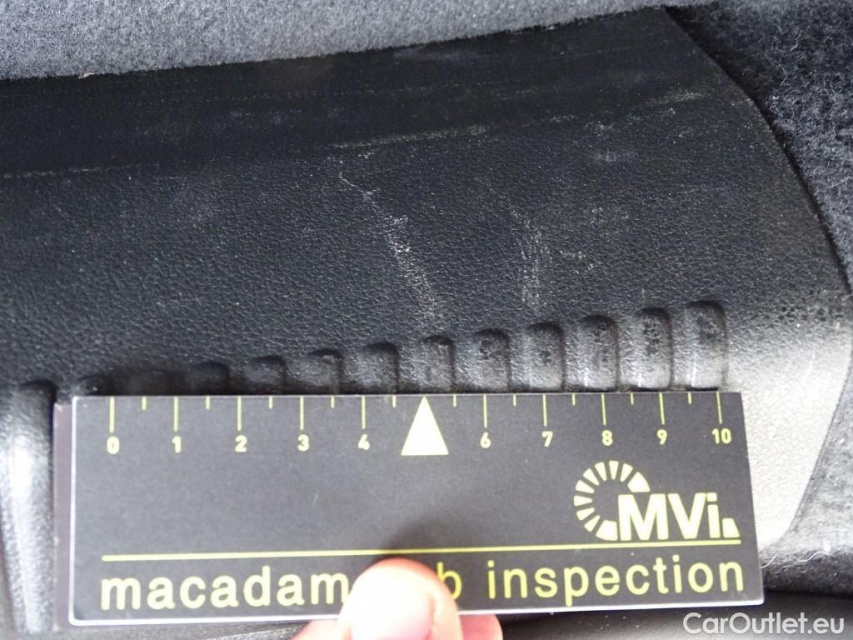 0 1 2 3 4 6 7 8 9 10
MVi
macadam b inspection
CarOutlet.eu